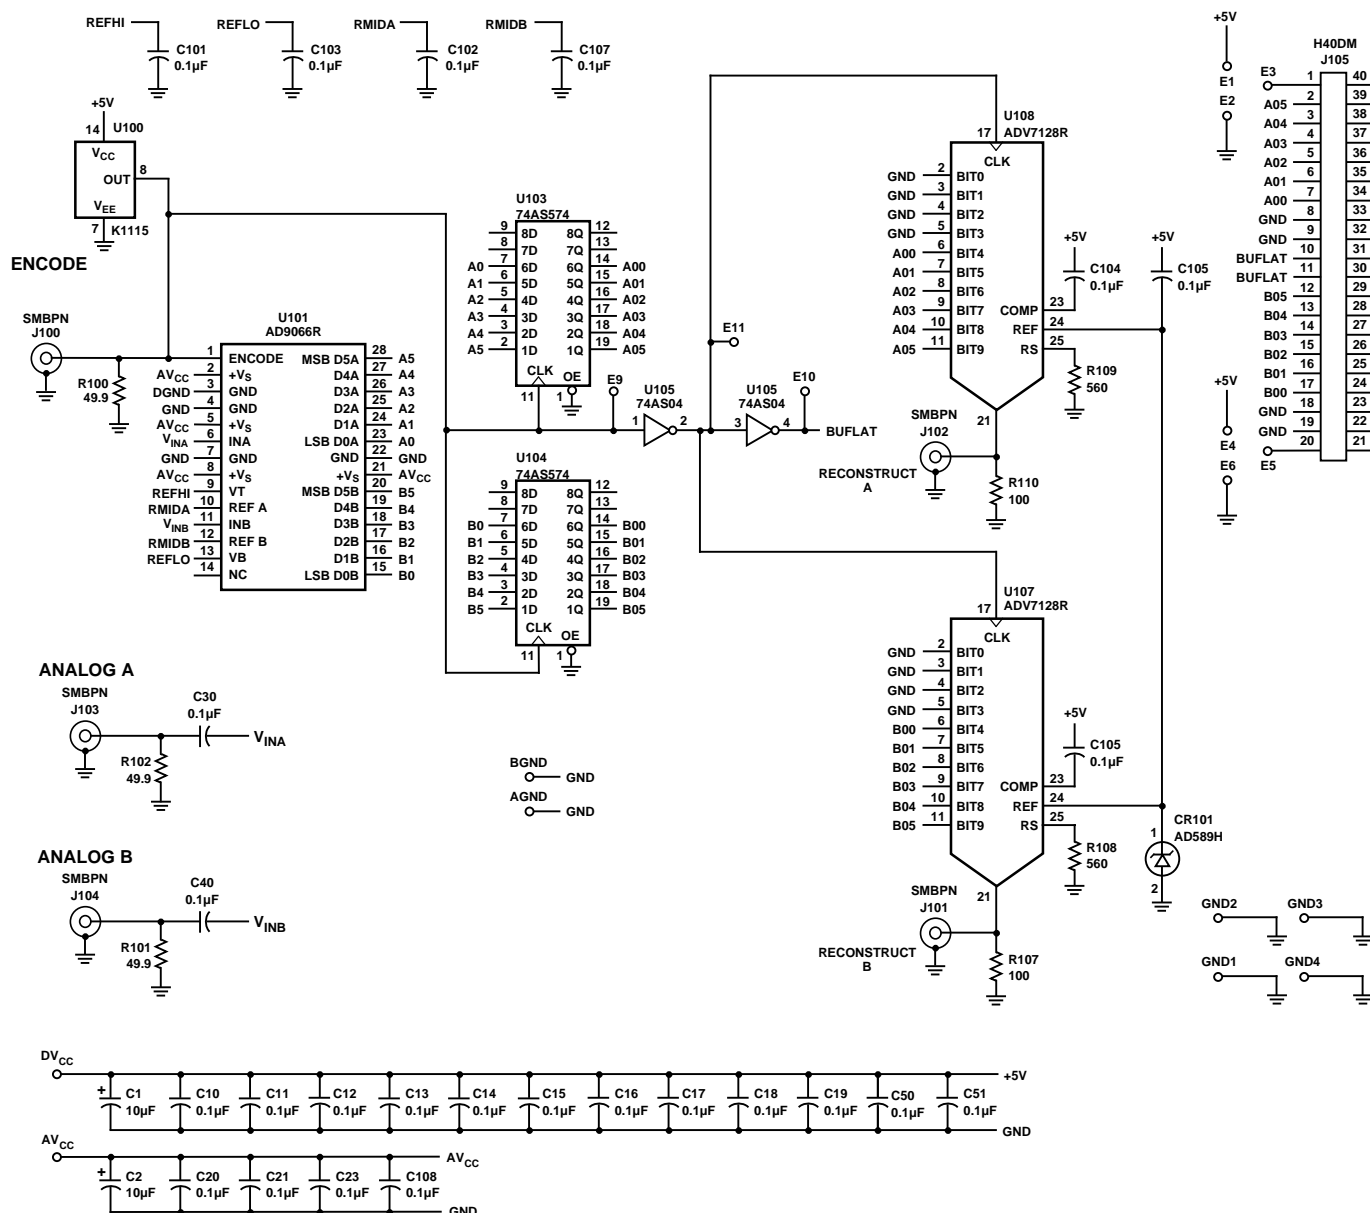 REFHI
C101
0.1µF
REFLO
C103
0.1µF
RMIDA
C102
0.1µF
RMIDB
C107
0.1µF
+5V
14
U100
VCC
OUT
8
VEE
7
K1115
ENCODE
SMBPN
J100
R100
49.9
U101
AD9066R
1 ENCODE MSB D5A 28 A5
AVCC 2 +VS D4A 27 A4
DGND 3 GND D3A 26 A3
GND 4 GND D2A 25 A2
AVCC 5 +VS D1A 24 A1
VINA 6 INA LSB D0A 23 A0
GND 7 GND GND 22 GND
AVCC 8 +VS +VS 21 AVCC
REFHI 9 VT MSB D5B 20 B5
RMIDA 10 REF A D4B 19 B4
VINB 11 INB D3B 18 B3
RMIDB 12 REF B D2B 17 B2
REFLO 13 VB D1B 16 B1
14 NC LSB D0B 15 B0
U103
74AS574
9 8D 8Q 12
8 7D 7Q 13
A0 7 6D 6Q 14 A00
A1 6 5D 5Q 15 A01
A2 5 4D 4Q 16 A02
A3 4 3D 3Q 17 A03
A4 3 2D 2Q 18 A04
A5 2 1D 1Q 19 A05
CLK OE
11 1
E9
U105
74AS04
1 2
E11
U105
74AS04
3 4
E10
BUFLAT
U104
74AS574
9 8D 8Q 12
8 7D 7Q 13
B0 7 6D 6Q 14 B00
B1 6 5D 5Q 15 B01
B2 5 4D 4Q 16 B02
B3 4 3D 3Q 17 B03
B4 3 2D 2Q 18 B04
B5 2 1D 1Q 19 B05
CLK OE
11 1
U108
17 ADV7128R
CLK
GND 2 BIT0
GND 3 BIT1
GND 4 BIT2
GND 5 BIT3
A00 6 BIT4
A01 7 BIT5
A02 8 BIT6
A03 9 BIT7
A04 10 BIT8
A05 11 BIT9
COMP 23
REF 24
RS 25
+5V
C104
0.1µF
+5V
C105
0.1µF
R109
560
21
SMBPN
J102
RECONSTRUCT
A
R110
100
U107
17 ADV7128R
CLK
GND 2 BIT0
GND 3 BIT1
GND 4 BIT2
GND 5 BIT3
B00 6 BIT4
B01 7 BIT5
B02 8 BIT6
B03 9 BIT7
B04 10 BIT8
B05 11 BIT9
COMP 23
REF 24
RS 25
+5V
C105
0.1µF
R108
560
21
SMBPN
J101
RECONSTRUCT
B
R107
100
1
CR101
AD589H
2
+5V
E1
E2
+5V
E4
E6
H40DM
J105
E3 1 40
A05 2 39
A04 3 38
A03 4 37
A02 5 36
A01 6 35
A00 7 34
GND 8 33
GND 9 32
BUFLAT 10 31
BUFLAT 11 30
B05 12 29
B04 13 28
B03 14 27
B02 15 26
B01 16 25
B00 17 24
GND 18 23
GND 19 22
E5 20 21
ANALOG A
SMBPN
J103
C30
0.1µF
VINA
R102
49.9
BGND GND
AGND GND
ANALOG B
SMBPN
J104
C40
0.1µF
VINB
R101
49.9
GND2 GND3
GND1 GND4
DVCC
+5V
+ C1 C10 C11 C12 C13 C14 C15 C16 C17 C18 C19 C50 C51
10µF 0.1µF 0.1µF 0.1µF 0.1µF 0.1µF 0.1µF 0.1µF 0.1µF 0.1µF 0.1µF 0.1µF 0.1µF
GND
AVCC
AVCC
+ C2 C20 C21 C23 C108
10µF 0.1µF 0.1µF 0.1µF 0.1µF
GND